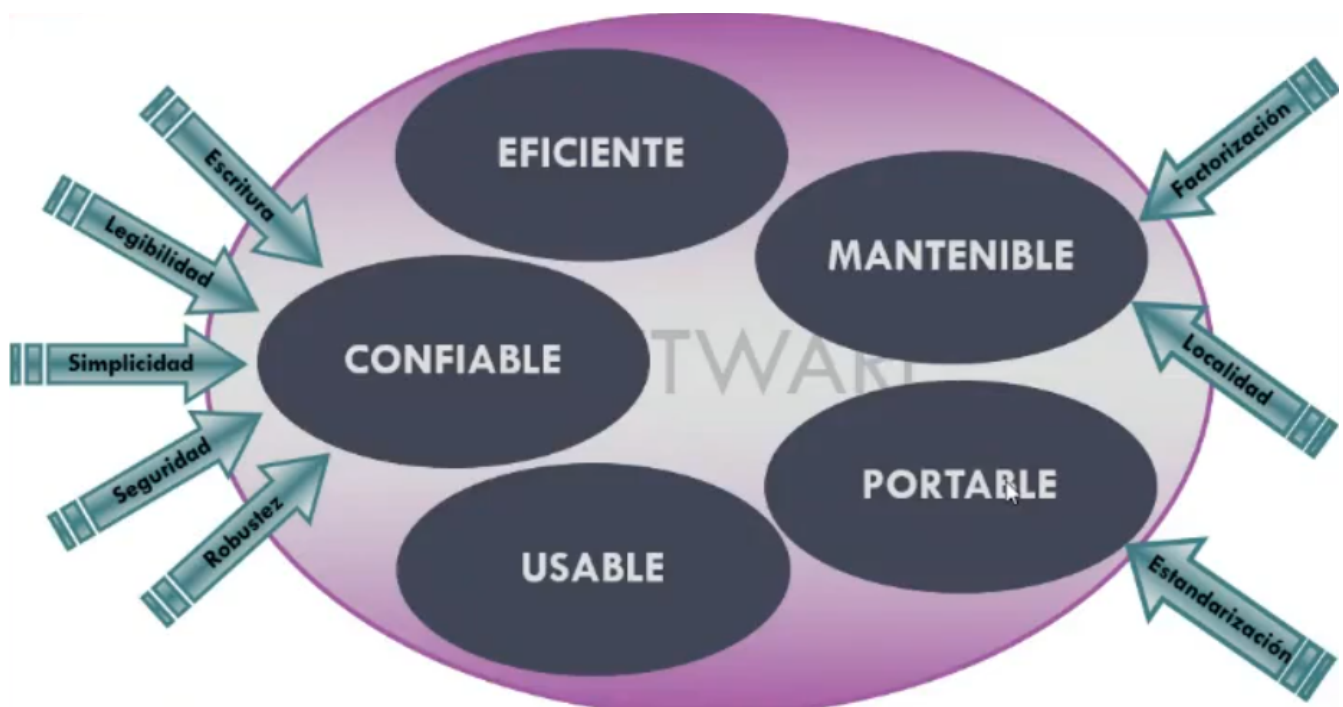 EFICIENTE
Factorización
Escritura
MANTENIBLE
Legibilidad
CONFIABLE
Simplicidad
Localidad
Seguridad
PORTABLE
Robustez
USABLE
Estandarización